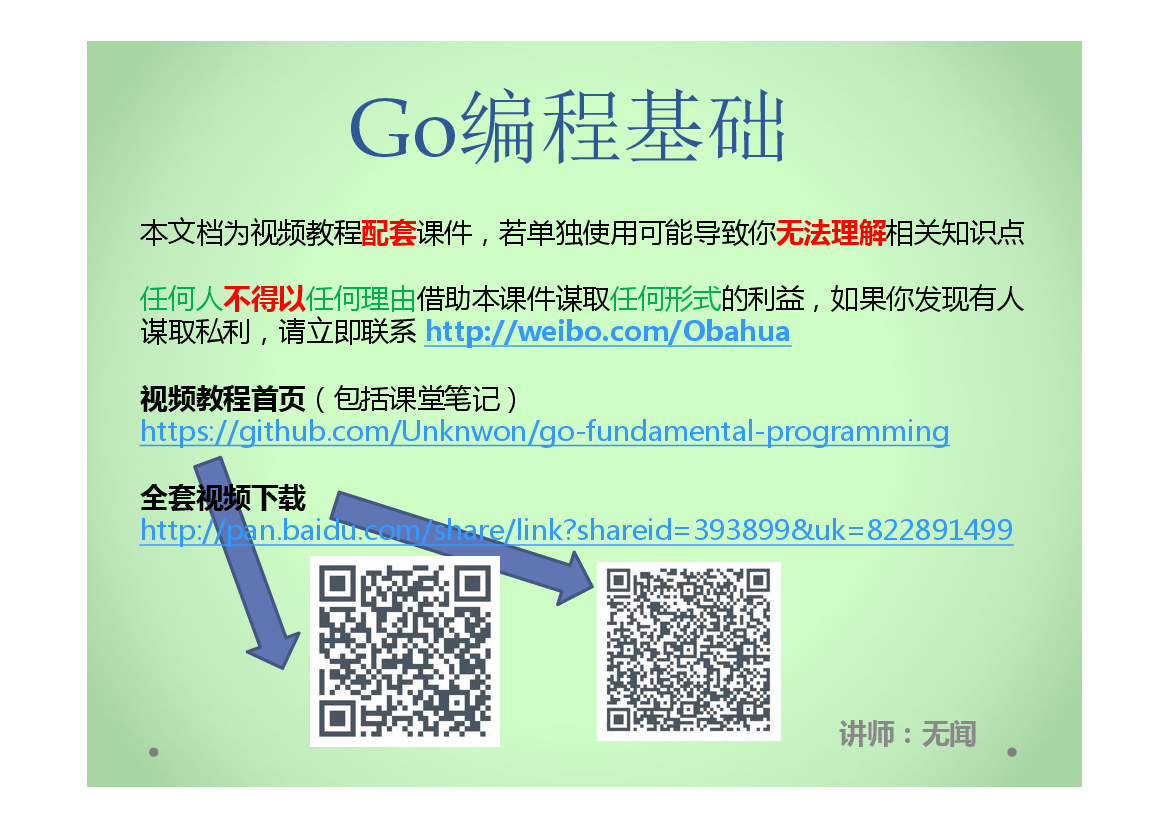 Go编程基础
本文档为视频教程配套课件，若单独使用可能导致你无法理解相关知识点
任何人不得以任何理由借助本课件谋取任何形式的利益，如果你发现有人
谋取私利，请立即联系 http://weibo.com/Obahua
视频教程首页（包括课堂笔记）
https://github.com/Unknwon/go-fundamental-programming
全套视频下载
http://pan.baidu.com/share/link?shareid=393899&uk=822891499
讲师：无闻